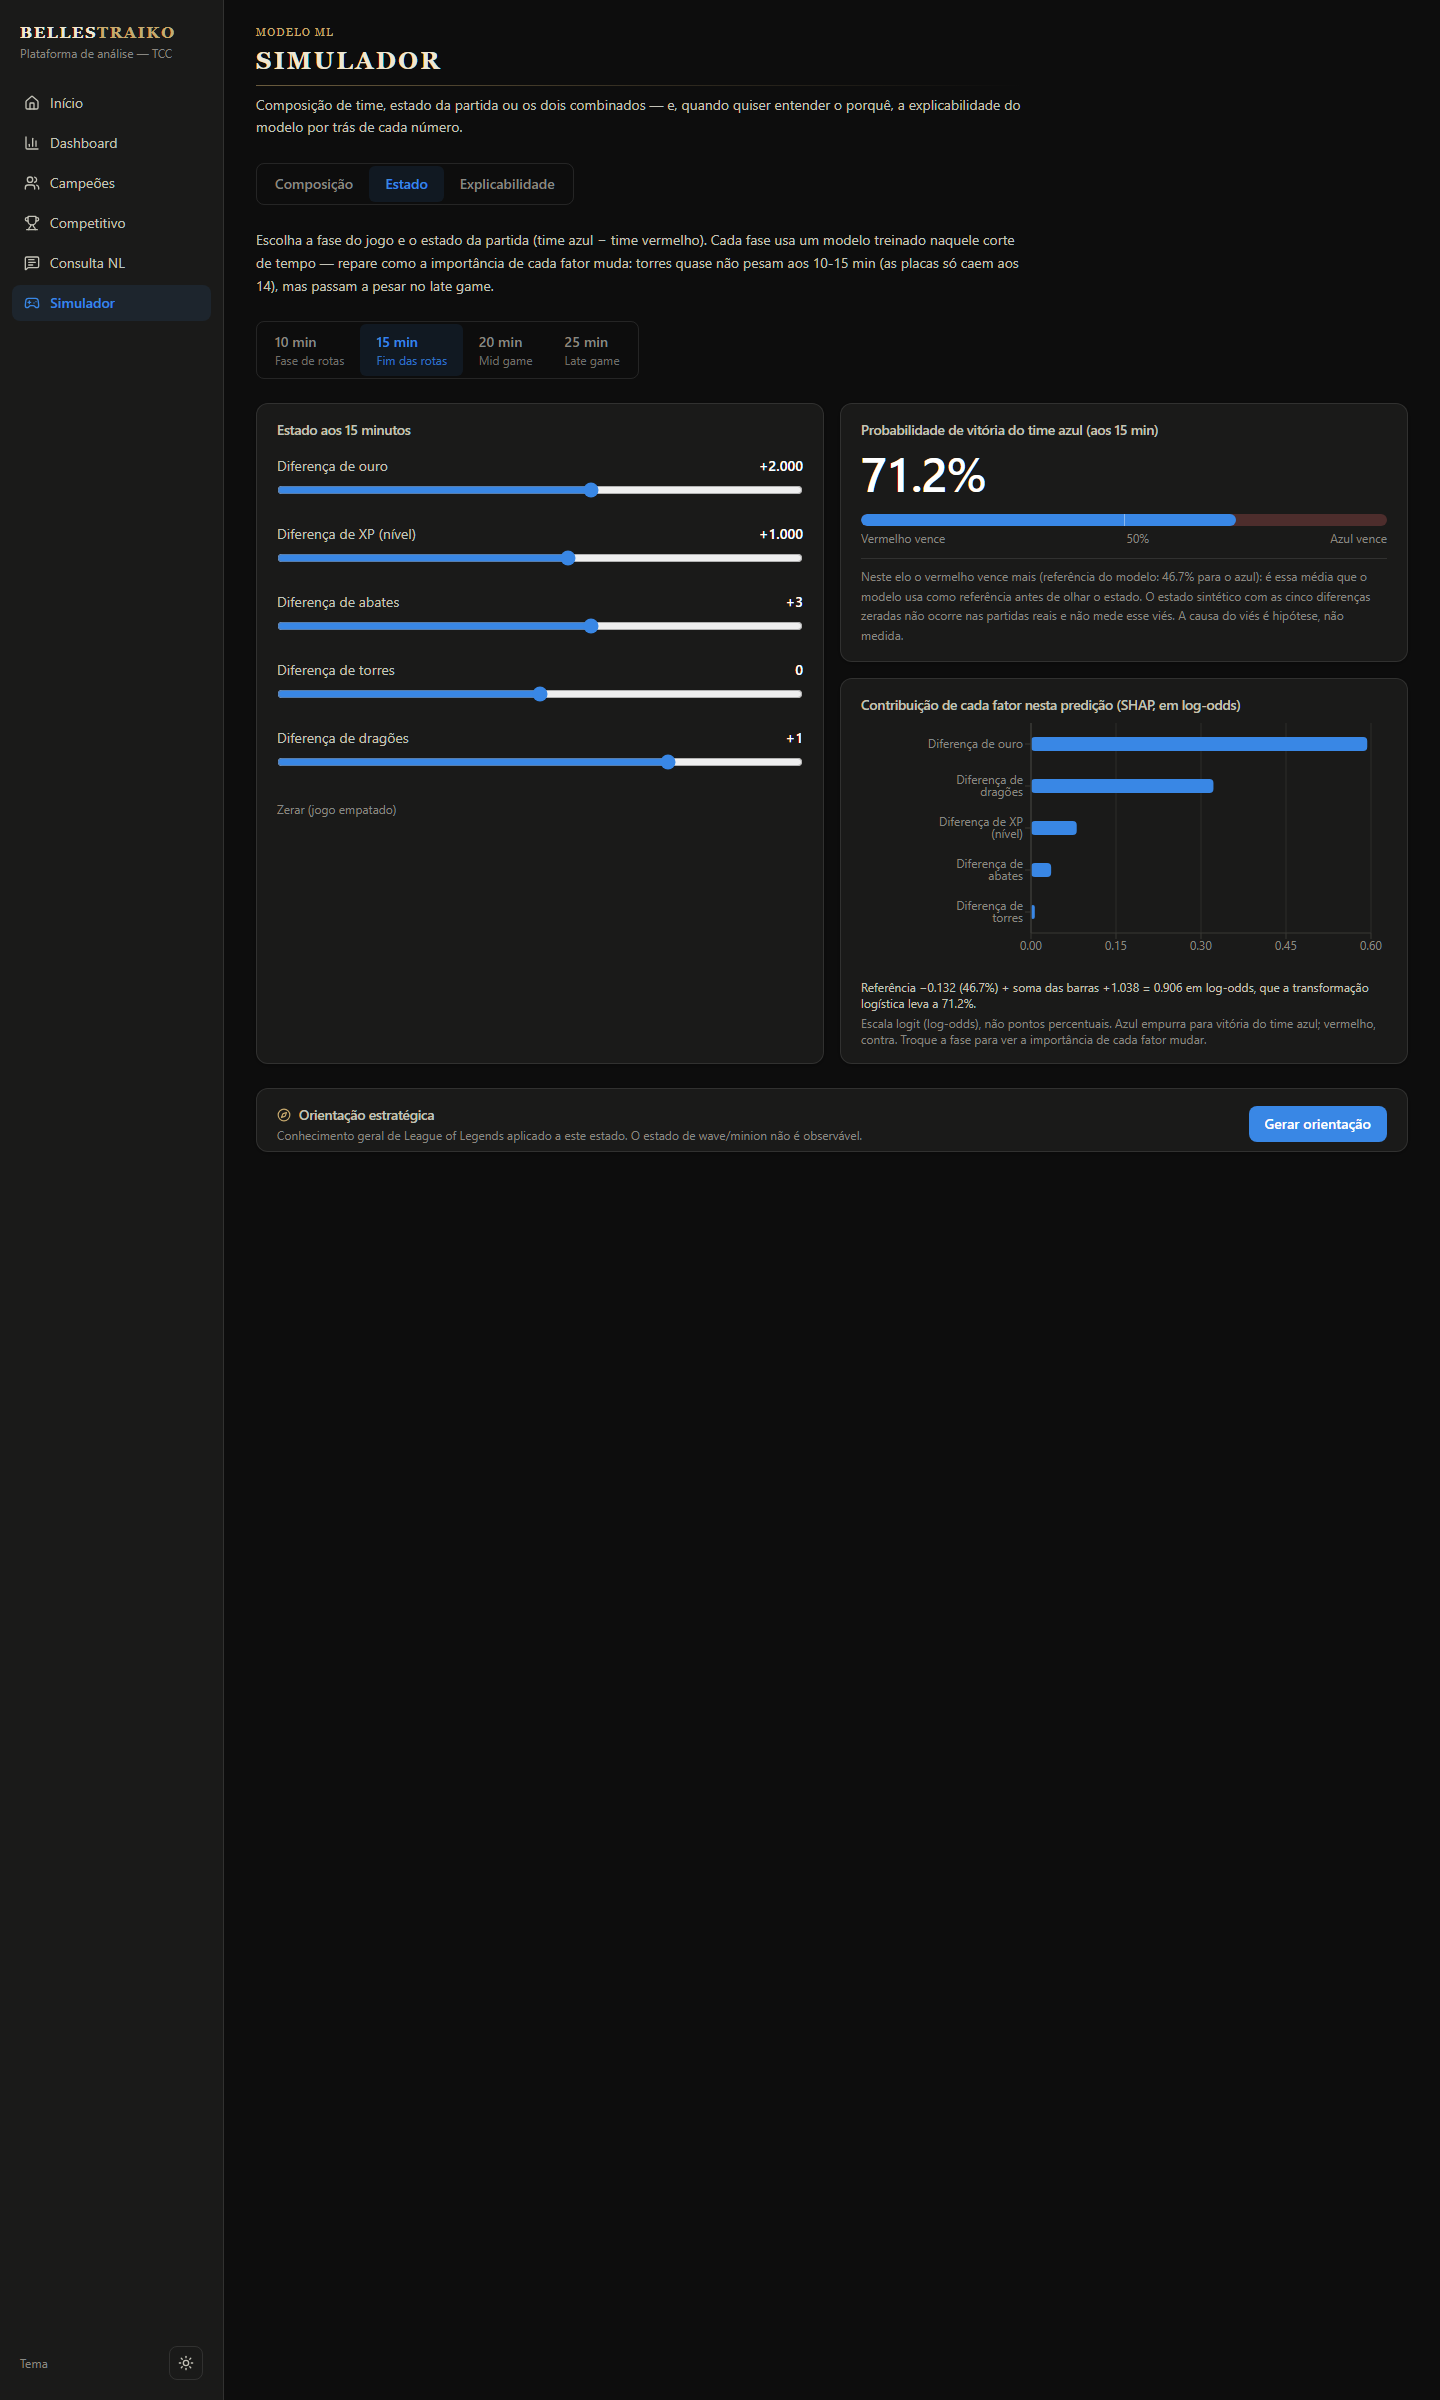 BELLESTRAIKO
Plataforma de análise — TCC
Início
Dashboard
Campeões
Competitivo
Consulta NL
Simulador
MODELO ML
SIMULADOR
Composição de time, estado da partida ou os dois combinados — e, quando quiser entender o porquê, a explicabilidade do
modelo por trás de cada número.
Composição
Estado
Explicabilidade
Escolha a fase do jogo e o estado da partida (time azul − time vermelho). Cada fase usa um modelo treinado naquele corte
de tempo — repare como a importância de cada fator muda: torres quase não pesam aos 10-15 min (as placas só caem aos
14), mas passam a pesar no late game.
10 min
Fase de rotas
15 min
Fim das rotas
20 min
Mid game
25 min
Late game
Estado aos 15 minutos
Diferença de ouro +2.000
Diferença de XP (nível) +1.000
Diferença de abates +3
Diferença de torres 0
Diferença de dragões +1
Zerar (jogo empatado)
Probabilidade de vitória do time azul (aos 15 min)
71.2%
Vermelho vence 50% Azul vence
Neste elo o vermelho vence mais (referência do modelo: 46.7% para o azul): é essa média que o
modelo usa como referência antes de olhar o estado. O estado sintético com as cinco diferenças
zeradas não ocorre nas partidas reais e não mede esse viés. A causa do viés é hipótese, não
medida.
Contribuição de cada fator nesta predição (SHAP, em log-odds)
Diferença de ouro
Diferença de
dragões
Diferença de XP
(nível)
Diferença de
abates
Diferença de
torres
0.00 0.15 0.30 0.45 0.60
Referência −0.132 (46.7%) + soma das barras +1.038 = 0.906 em log-odds, que a transformação
logística leva a 71.2%.
Escala logit (log-odds), não pontos percentuais. Azul empurra para vitória do time azul; vermelho,
contra. Troque a fase para ver a importância de cada fator mudar.
Orientação estratégica
Conhecimento geral de League of Legends aplicado a este estado. O estado de wave/minion não é observável.
Gerar orientação
Tema